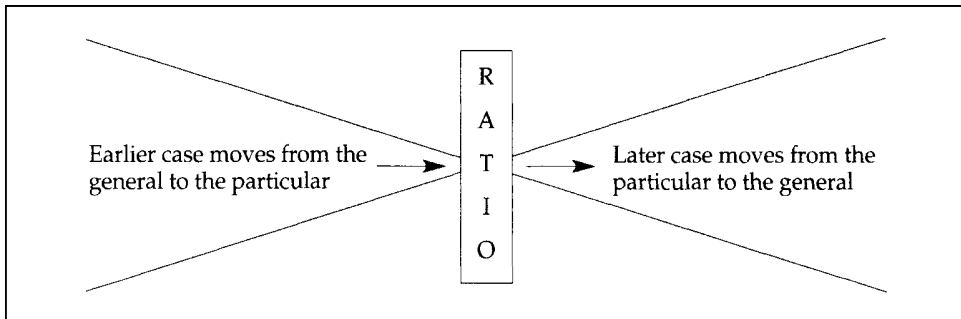 Earlier case moves from the
general to the particular
R
A
T
I
O
Later case moves from the
particular to the general